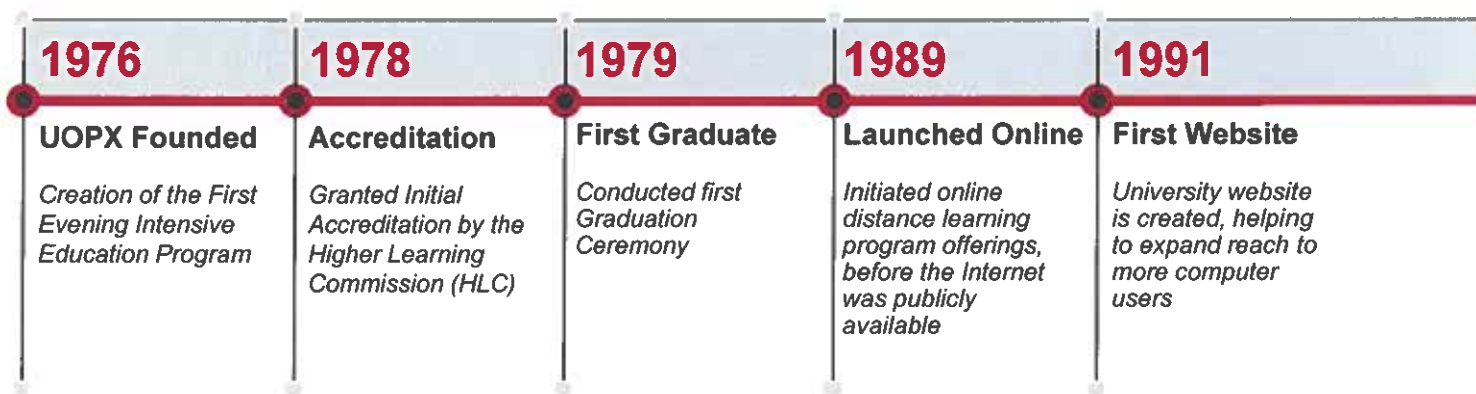 1976
UOPX Founded
Creation of the First
Evening Intensive
Education Program
1978
Accreditation
Granted Initial
Accreditation by the
Higher Learning
Commission (HLC)
1979
First Graduate
Conducted first
Graduation
Ceremony
1989
Launched Online
Initiated online
distance learning
program offerings,
before the Internet
was publicly
available
1991
First Website
University website
is created, helping
to expand reach to
more computer
users